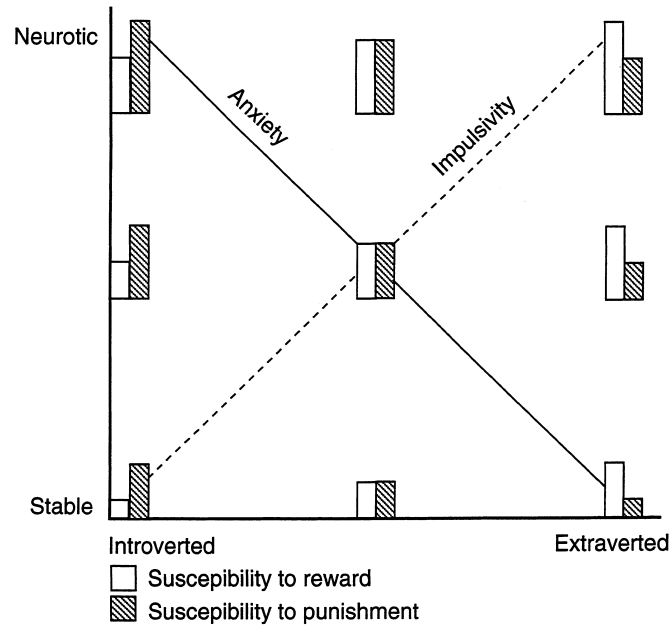 Neurotic
Anxiety
Impulsivity
Stable
Introverted
Extraverted
Suscepibility to reward
Suscepibility to punishment